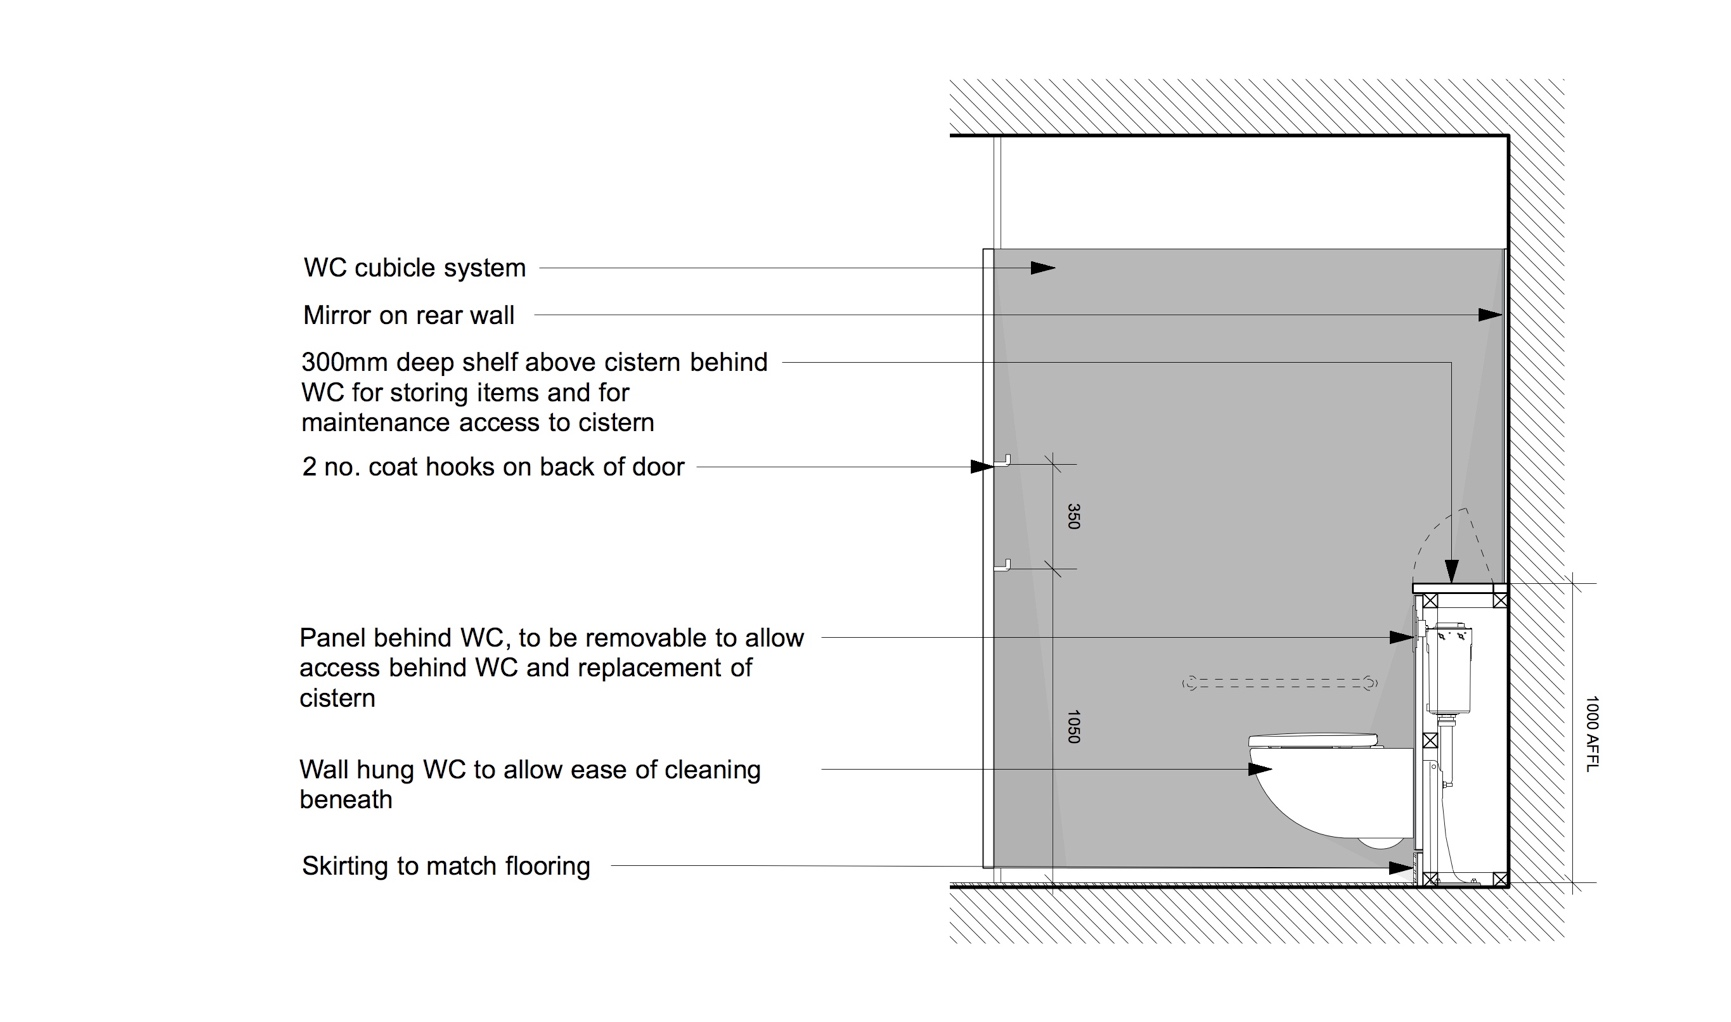 WC cubicle system
Mirror on rear wall
300mm deep shelf above cistern behind
WC for storing items and for
maintenance access to cistern
2 no. coat hooks on back of door
350
Panel behind WC, to be removable to allow
access behind WC and replacement of
cistern
1050
1000 AFFL
Wall hung WC to allow ease of cleaning
beneath
Skirting to match flooring